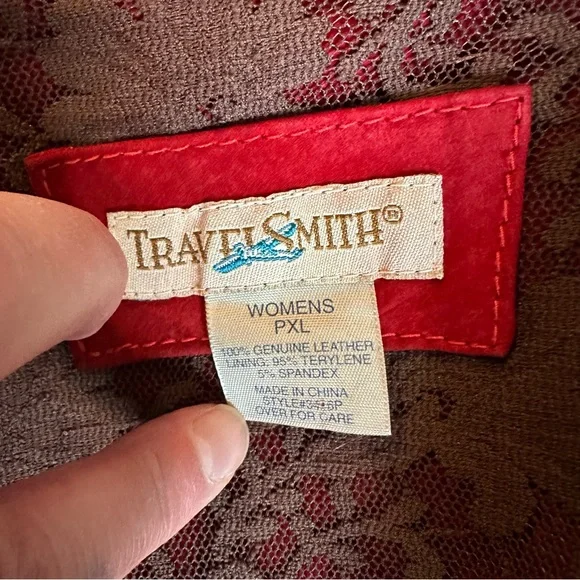 TRAVELSMITH®
WOMENS
PXL
100% GENUINE LEATHER
LINING: 95% TERYLENE
5% SPANDEX
MADE IN CHINA
OVER FOR CARE